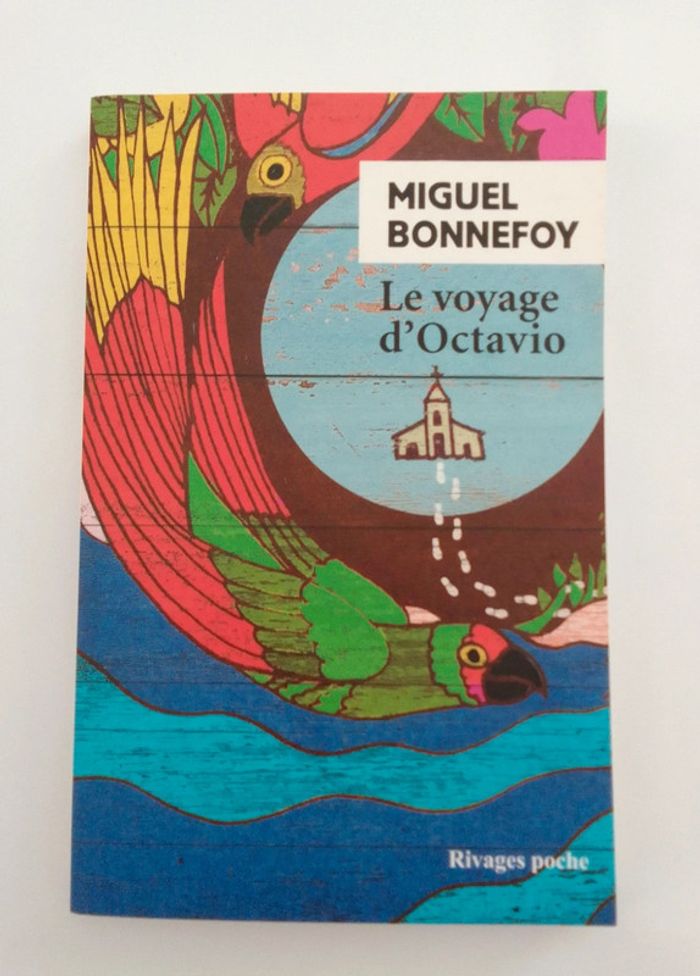 MIGUEL
BONNEFOY
Le voyage
d'Octavio
Rivages poche